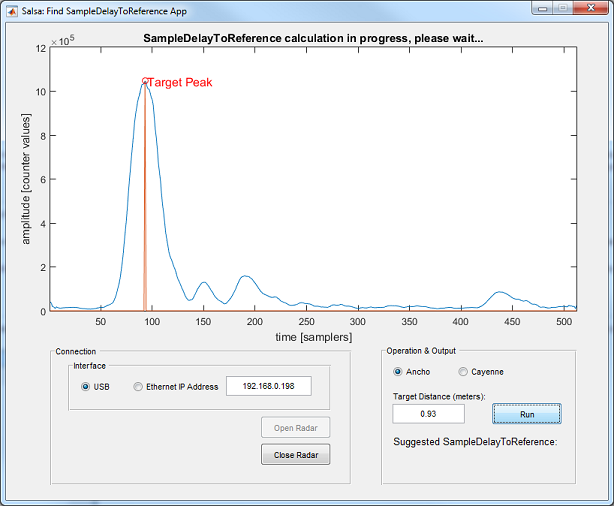 Salsa: Find SampleDelayToReference App
SampleDelayToReference calculation in progress, please wait...
×10⁵
12
10
8
6
4
2
0
amplitude [counter values]
Target Peak
50 100 150 200 250 300 350 400 450 500
time [samplers]
Connection
Interface
USB Ethernet IP Address 192.168.0.198
Open Radar
Close Radar
Operation & Output
Ancho Cayenne
Target Distance (meters):
0.93 Run
Suggested SampleDelayToReference: